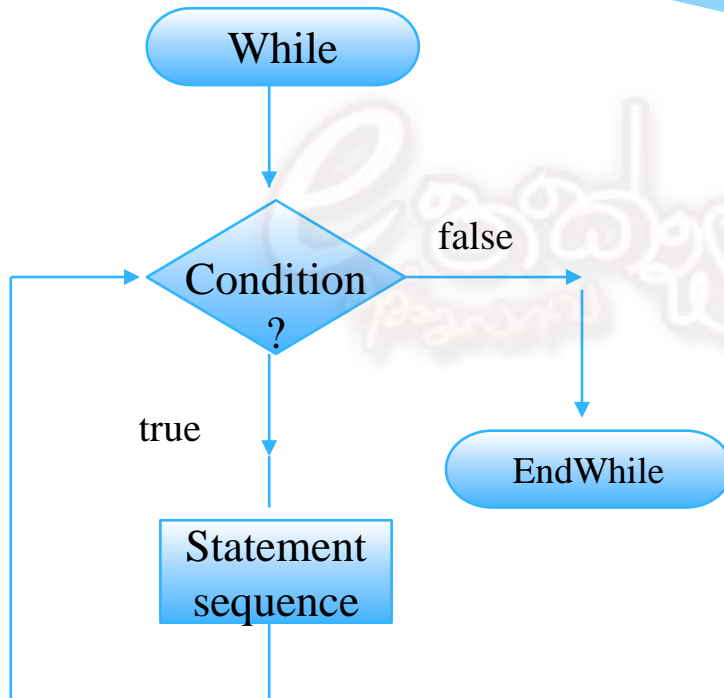 While
false
Condition
?
true
EndWhile
Statement
sequence